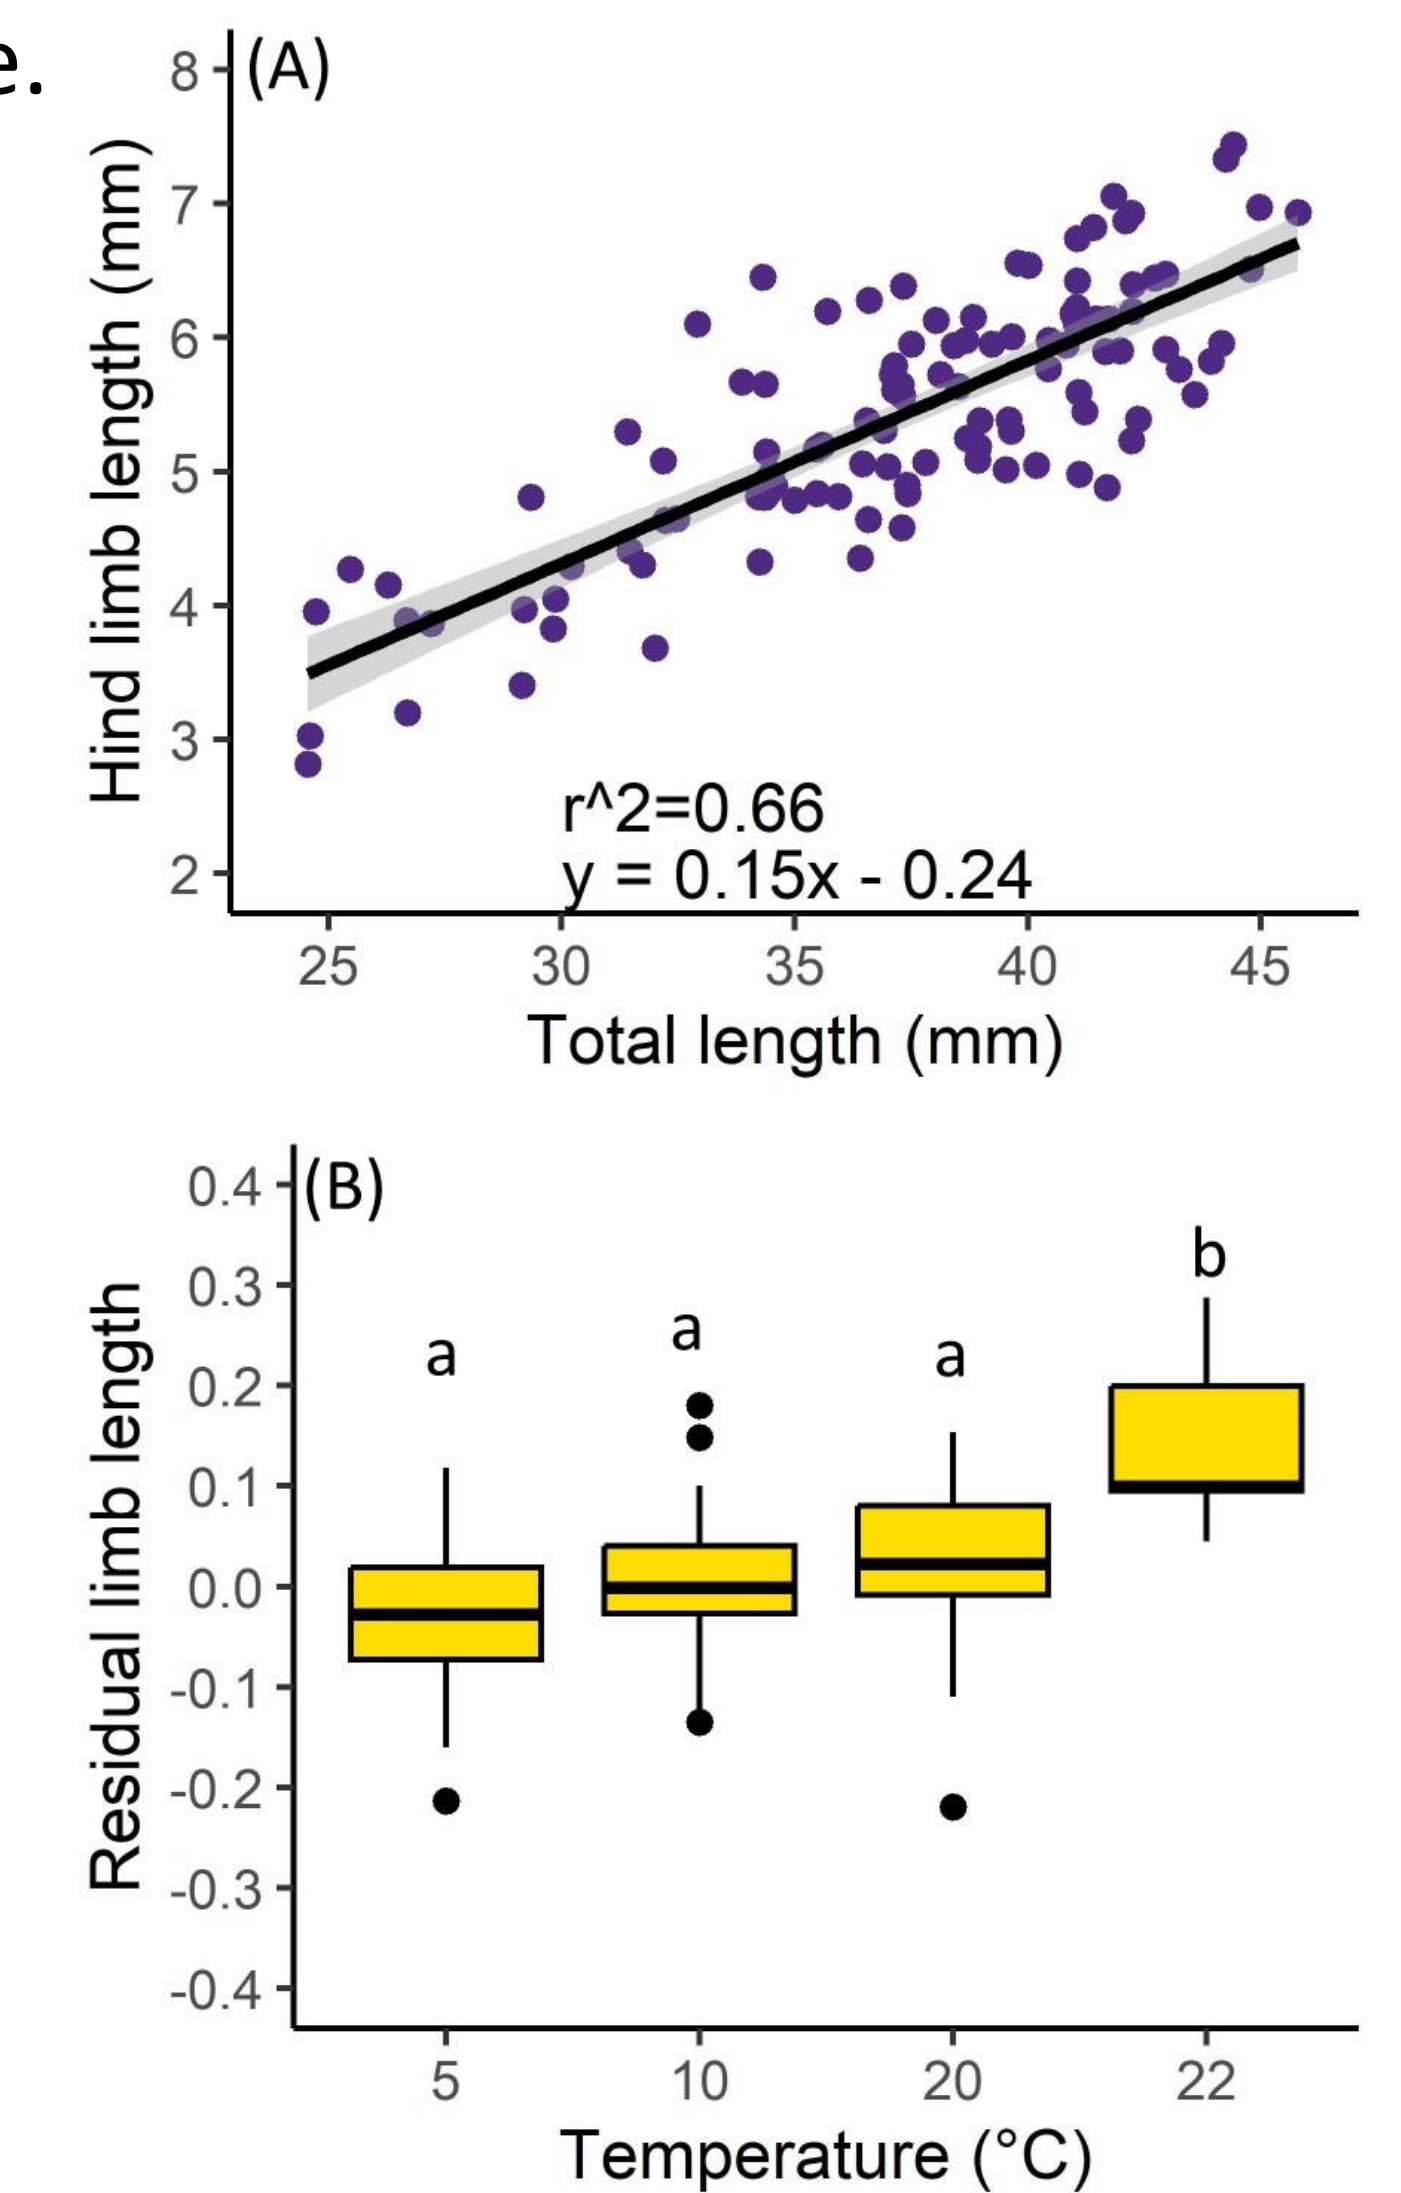 e.
(A)
Hind limb length (mm)
8
7
6
5
4
3
2
r^2=0.66
y = 0.15x - 0.24
25 30 35 40 45
Total length (mm)
(B)
Residual limb length
0.4
0.3
0.2
0.1
0.0
-0.1
-0.2
-0.3
-0.4
a a a b
5 10 20 22
Temperature (°C)